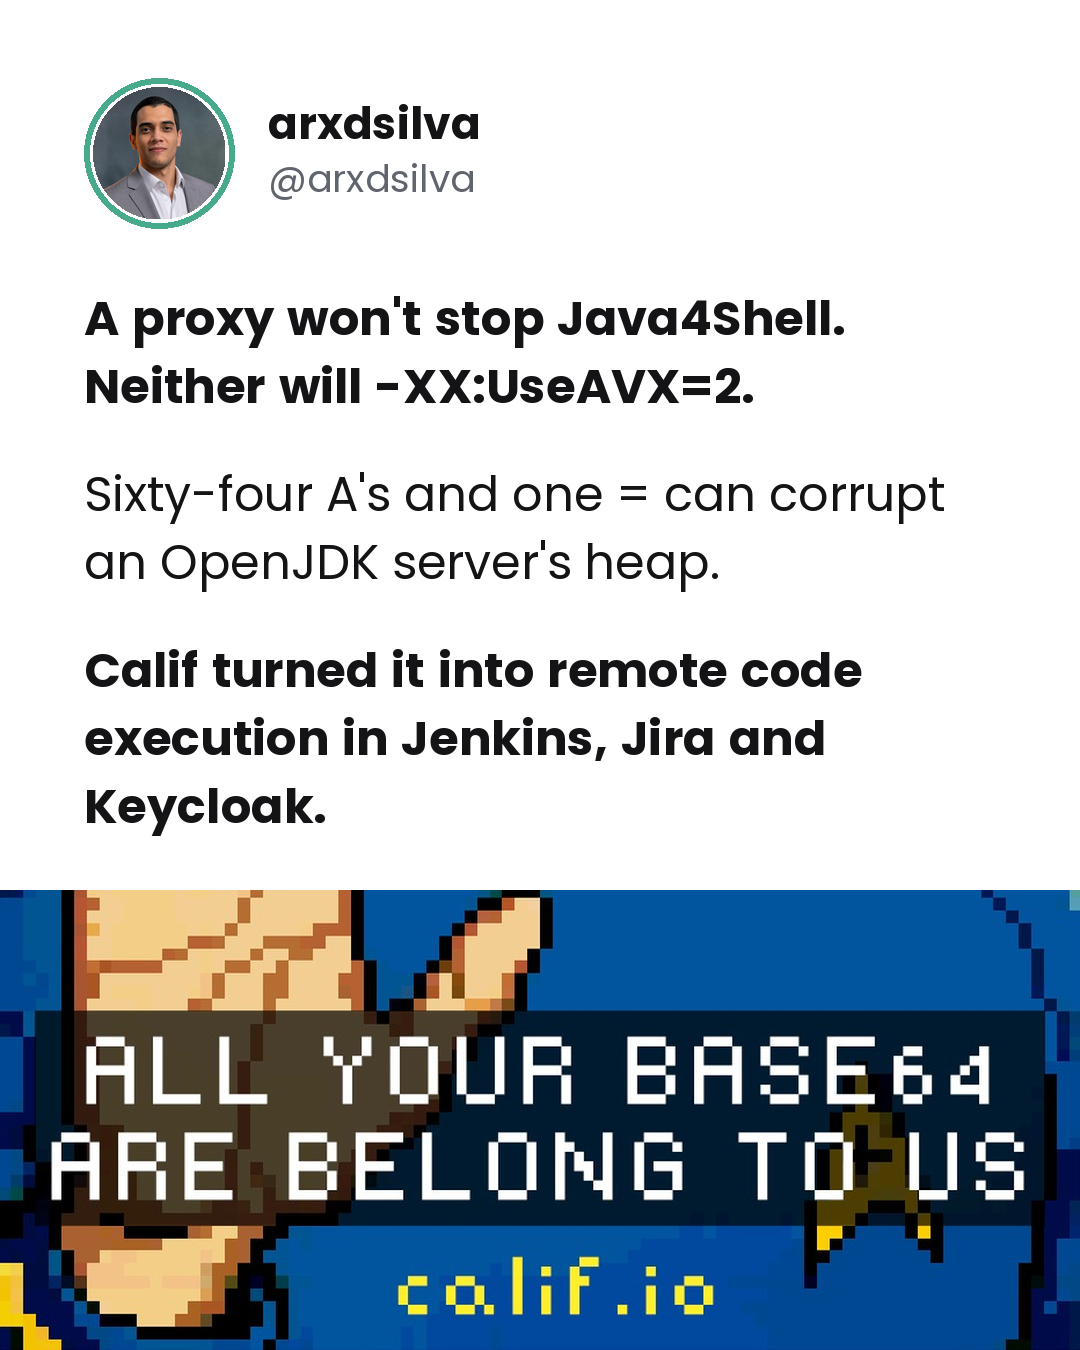 arxdsilva
@arxdsilva
A proxy won't stop Java4Shell.
Neither will -XX:UseAVX=2.
Sixty-four A's and one = can corrupt
an OpenJDK server's heap.
Calif turned it into remote code
execution in Jenkins, Jira and
Keycloak.
ALL YOUR BASE64
ARE BELONG TO US
calif.io